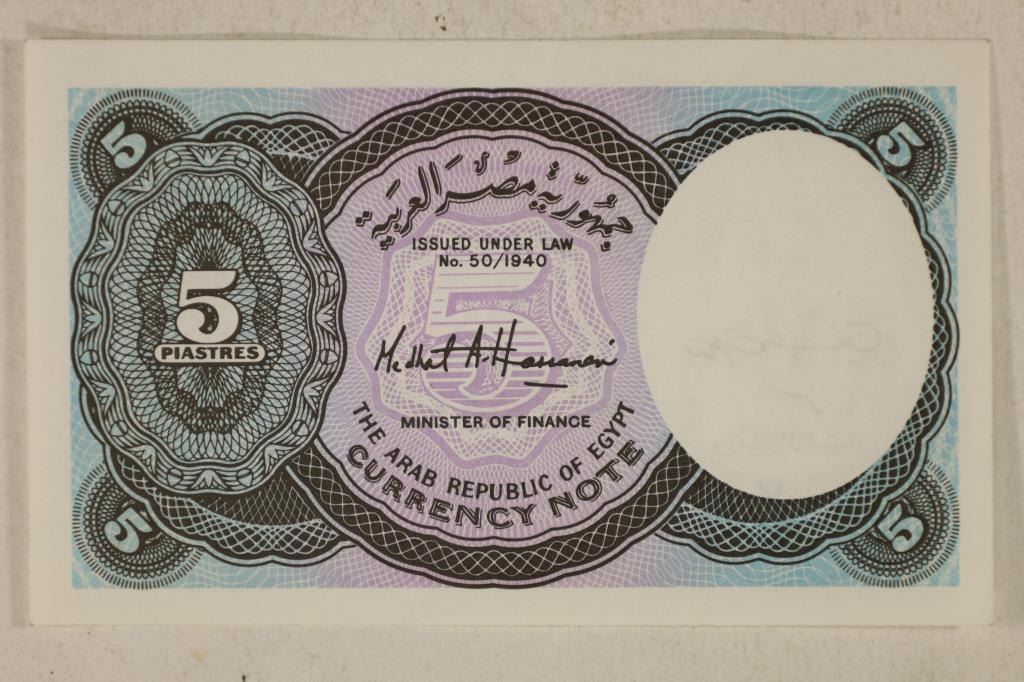 5
5
جمهورية مصر العربية
ISSUED UNDER LAW
No. 50/1940
5
5
PIASTRES
Medhat A. Hassanein
MINISTER OF FINANCE
THE ARAB REPUBLIC OF EGYPT
CURRENCY NOTE
5
5